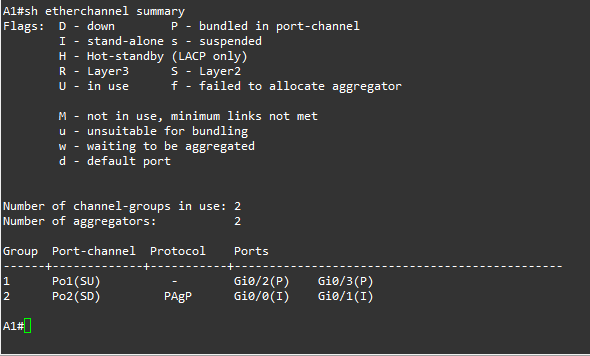 A1#sh etherchannel summary
Flags:  D - down        P - bundled in port-channel
        I - stand-alone s - suspended
        H - Hot-standby (LACP only)
        R - Layer3      S - Layer2
        U - in use      f - failed to allocate aggregator

        M - not in use, minimum links not met
        u - unsuitable for bundling
        w - waiting to be aggregated
        d - default port


Number of channel-groups in use: 2
Number of aggregators:           2

Group  Port-channel  Protocol    Ports
------+-------------+-----------+-----------------------------------------------
1      Po1(SU)          -        Gi0/2(P)    Gi0/3(P)
2      Po2(SD)         PAgP      Gi0/0(I)    Gi0/1(I)

A1#